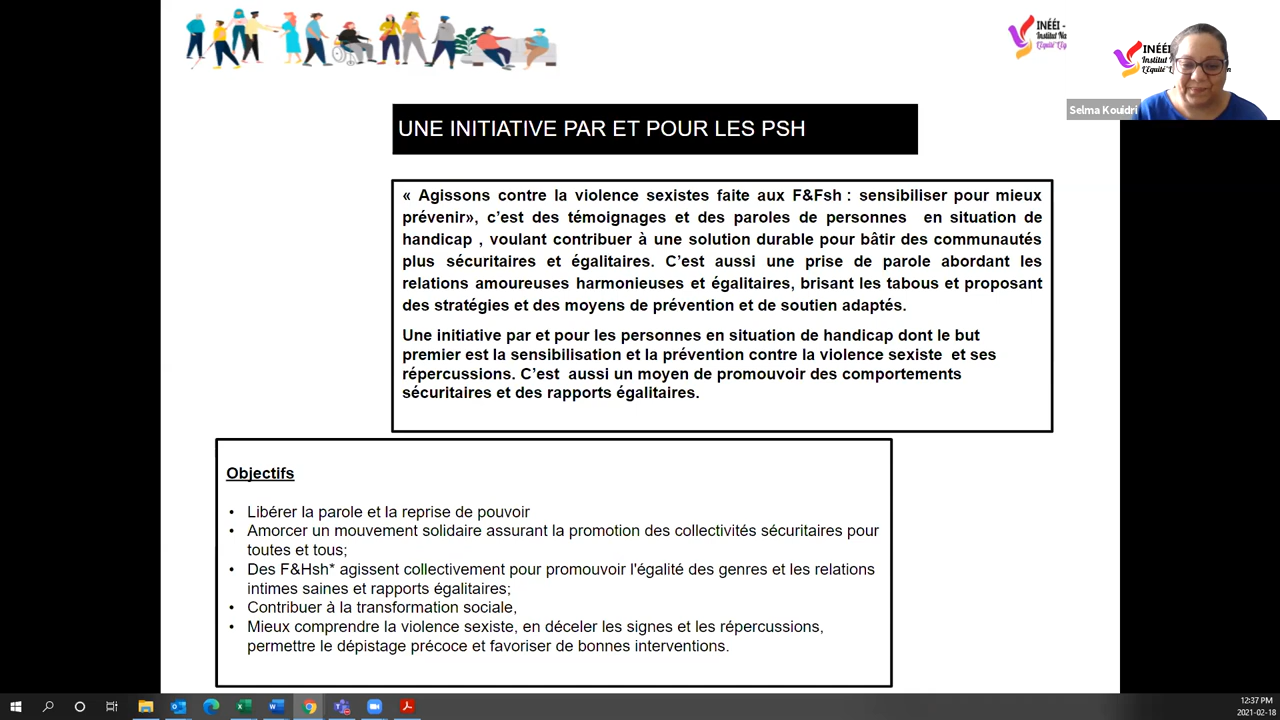 INÉÉI -
Institut Na
L'Équité L'Ég
INÉÉI
Institut
L'Équité L'
on
Selma Kouidri
UNE INITIATIVE PAR ET POUR LES PSH
« Agissons contre la violence sexistes faite aux F&Fsh : sensibiliser pour mieux
prévenir», c'est des témoignages et des paroles de personnes en situation de
handicap , voulant contribuer à une solution durable pour bâtir des communautés
plus sécuritaires et égalitaires. C'est aussi une prise de parole abordant les
relations amoureuses harmonieuses et égalitaires, brisant les tabous et proposant
des stratégies et des moyens de prévention et de soutien adaptés.
Une initiative par et pour les personnes en situation de handicap dont le but
premier est la sensibilisation et la prévention contre la violence sexiste et ses
répercussions. C'est aussi un moyen de promouvoir des comportements
sécuritaires et des rapports égalitaires.
Objectifs
• Libérer la parole et la reprise de pouvoir
• Amorcer un mouvement solidaire assurant la promotion des collectivités sécuritaires pour
toutes et tous;
• Des F&Hsh* agissent collectivement pour promouvoir l'égalité des genres et les relations
intimes saines et rapports égalitaires;
• Contribuer à la transformation sociale,
• Mieux comprendre la violence sexiste, en déceler les signes et les répercussions,
permettre le dépistage précoce et favoriser de bonnes interventions.
12:37 PM
2021-02-18